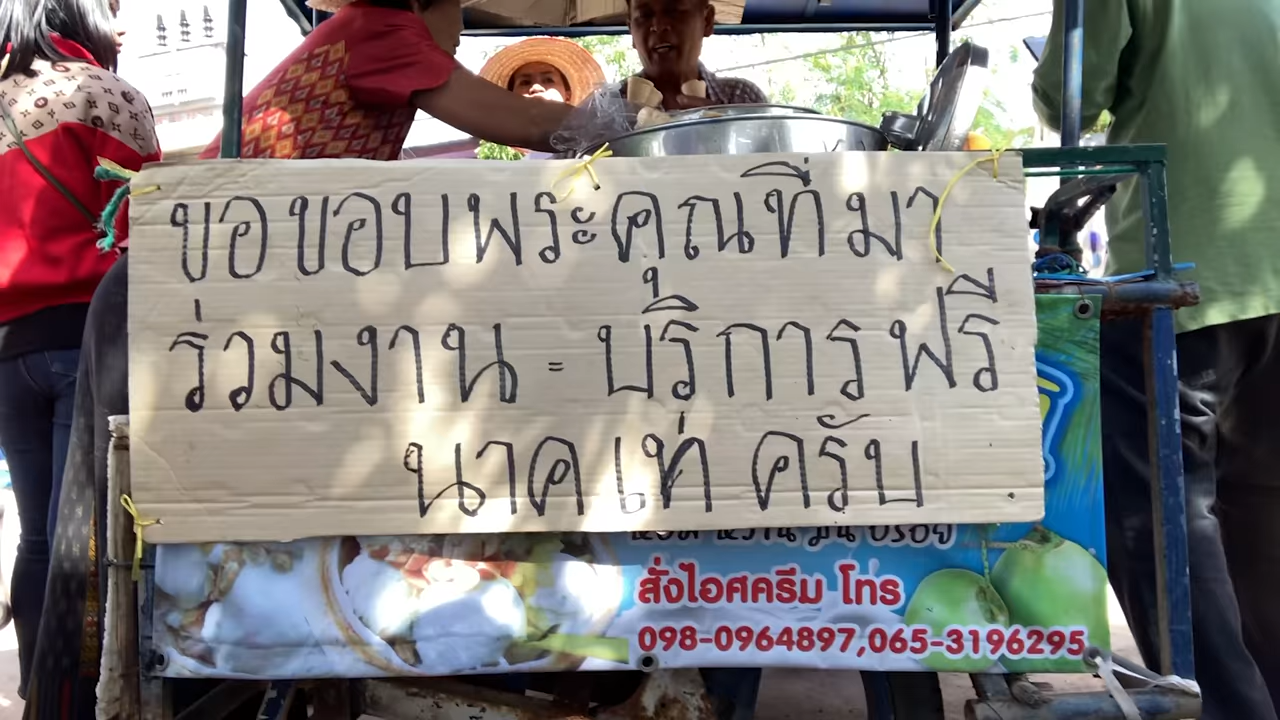 ขอขอบพระคุณที่มา
ร่วมงาน = บริการฟรี
นาคเท่ ครับ
สั่งไอศครีม โทร
098-0964897,065-3196295